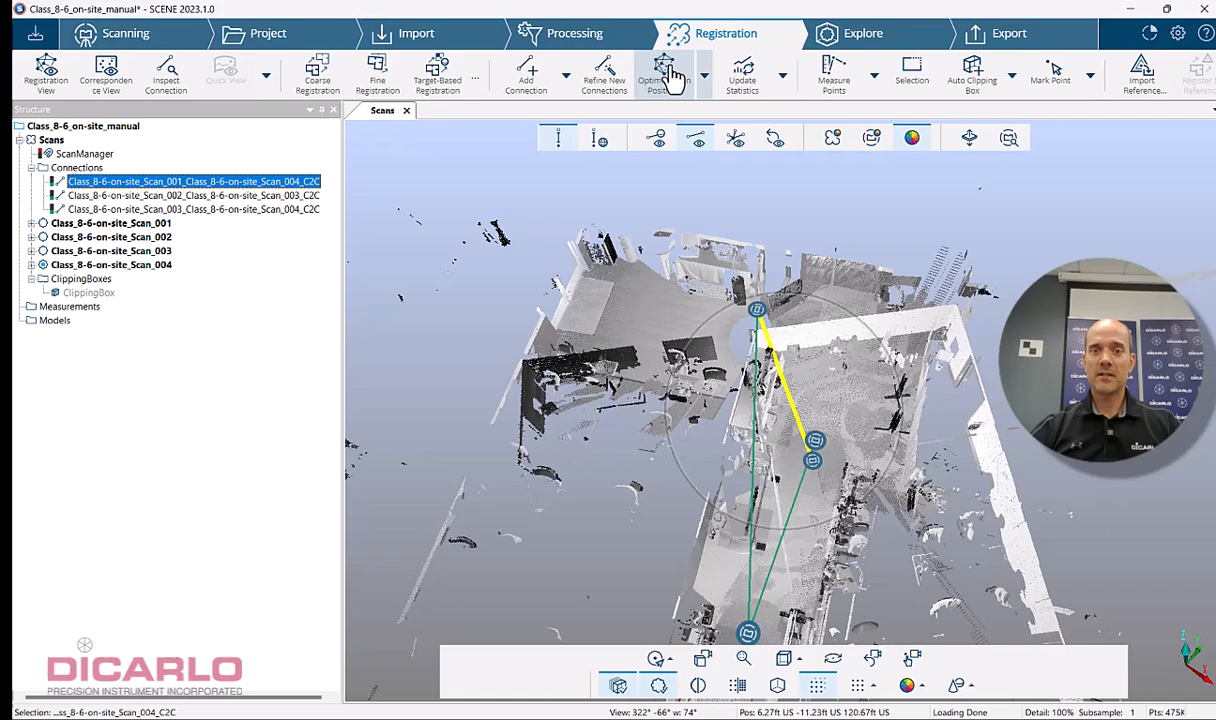 Class_8-6_on-site_manual* - SCENE 2023.1.0
Scanning
Project
Import
Processing
Registration
Explore
Export
Registration View
Corresponden View
Inspect Connection
Quick View
Coarse Registration
Fine Registration
Target-Based Registration
...
Add Connection
Refine New Connections
Update Statistics
Measure Points
Selection
Auto Clipping Box
Mark Point
Import Reference...
Structure
Scans
Class_8-6_on-site_manual
Scans
ScanManager
Connections
Class_8-6-on-site_Scan_001_Class_8-6-on-site_Scan_004_C2C
Class_8-6-on-site_Scan_002_Class_8-6-on-site_Scan_003_C2C
Class_8-6-on-site_Scan_003_Class_8-6-on-site_Scan_004_C2C
Class_8-6-on-site_Scan_001
Class_8-6-on-site_Scan_002
Class_8-6-on-site_Scan_003
Class_8-6-on-site_Scan_004
ClippingBoxes
ClippingBox
Measurements
Models
DICARLO
DICARLO
DICARLO
PRECISION INSTRUMENT INCORPORATED
Z
Y
X
Selection: ...ss_8-6-on-site_Scan_004_C2C
View: 322° -66° w: 74°
Pos: 6.27ft US -11.23ft US 120.67ft US
Loading Done
Detail: 100%
Subsample: 1
Pts: 475K